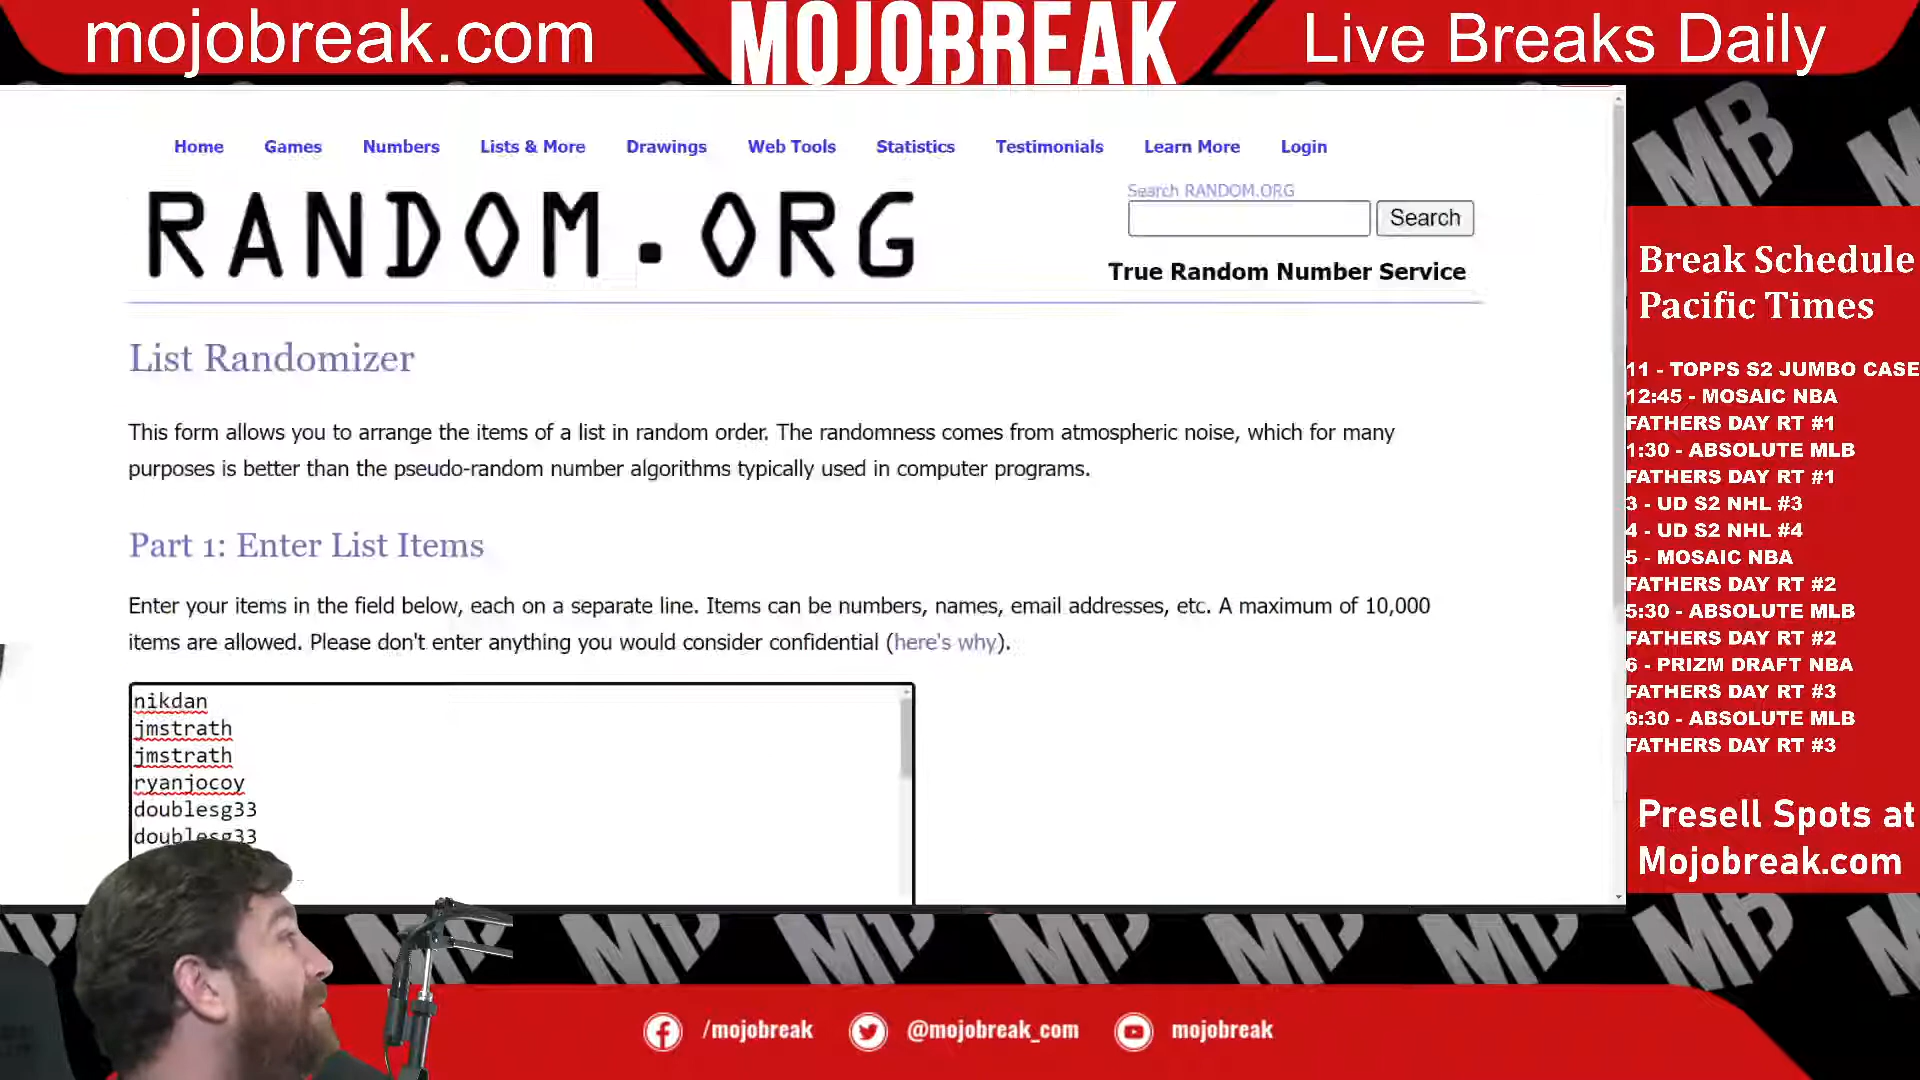 mojobreak.com
MOJOBREAK
Live Breaks Daily
Home Games Numbers Lists & More Drawings Web Tools Statistics Testimonials Learn More Login
RANDOM.ORG
Search RANDOM.ORG
Search
True Random Number Service
List Randomizer
This form allows you to arrange the items of a list in random order. The randomness comes from atmospheric noise, which for many
purposes is better than the pseudo-random number algorithms typically used in computer programs.
Part 1: Enter List Items
Enter your items in the field below, each on a separate line. Items can be numbers, names, email addresses, etc. A maximum of 10,000
items are allowed. Please don't enter anything you would consider confidential (here's why).
nikdan
jmstrath
jmstrath
ryanjocoy
doublesg33
doublesg33
MB
Break Schedule
Pacific Times
11 - TOPPS S2 JUMBO CASE
12:45 - MOSAIC NBA
FATHERS DAY RT #1
1:30 - ABSOLUTE MLB
FATHERS DAY RT #1
3 - UD S2 NHL #3
4 - UD S2 NHL #4
5 - MOSAIC NBA
FATHERS DAY RT #2
5:30 - ABSOLUTE MLB
FATHERS DAY RT #2
6 - PRIZM DRAFT NBA
FATHERS DAY RT #3
6:30 - ABSOLUTE MLB
FATHERS DAY RT #3
Presell Spots at
Mojobreak.com
/mojobreak @mojobreak_com mojobreak